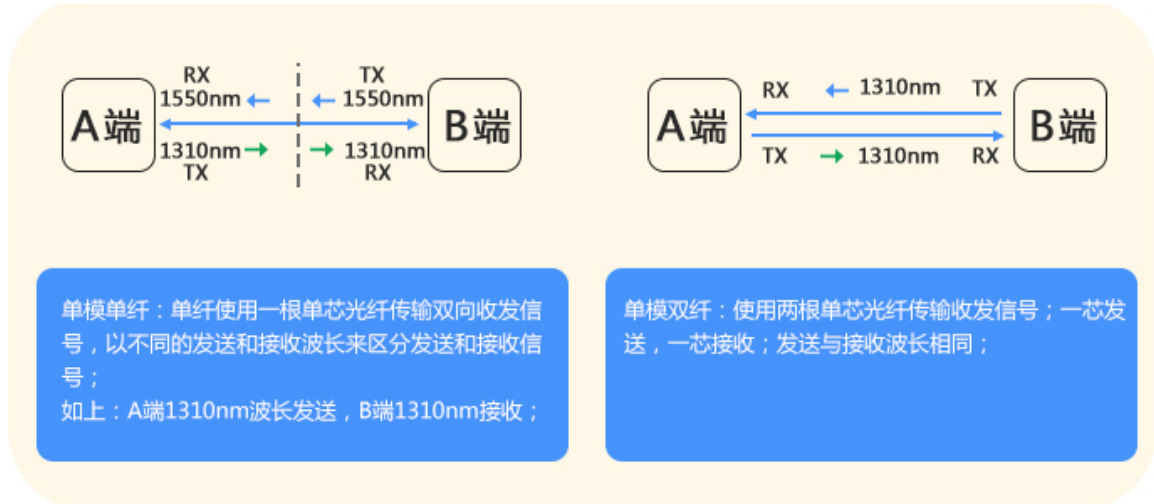 RX
TX
1550nm
1550nm
A端
B端
1310nm
1310nm
TX
RX
RX
1310nm
TX
A端
B端
TX
1310nm
RX
单模单纤：单纤使用一根单芯光纤传输双向收发信
号，以不同的发送和接收波长来区分发送和接收信
号；
如上：A端1310nm波长发送，B端1310nm接收；
单模双纤：使用两根单芯光纤传输收发信号；一芯发
送，一芯接收；发送与接收波长相同；